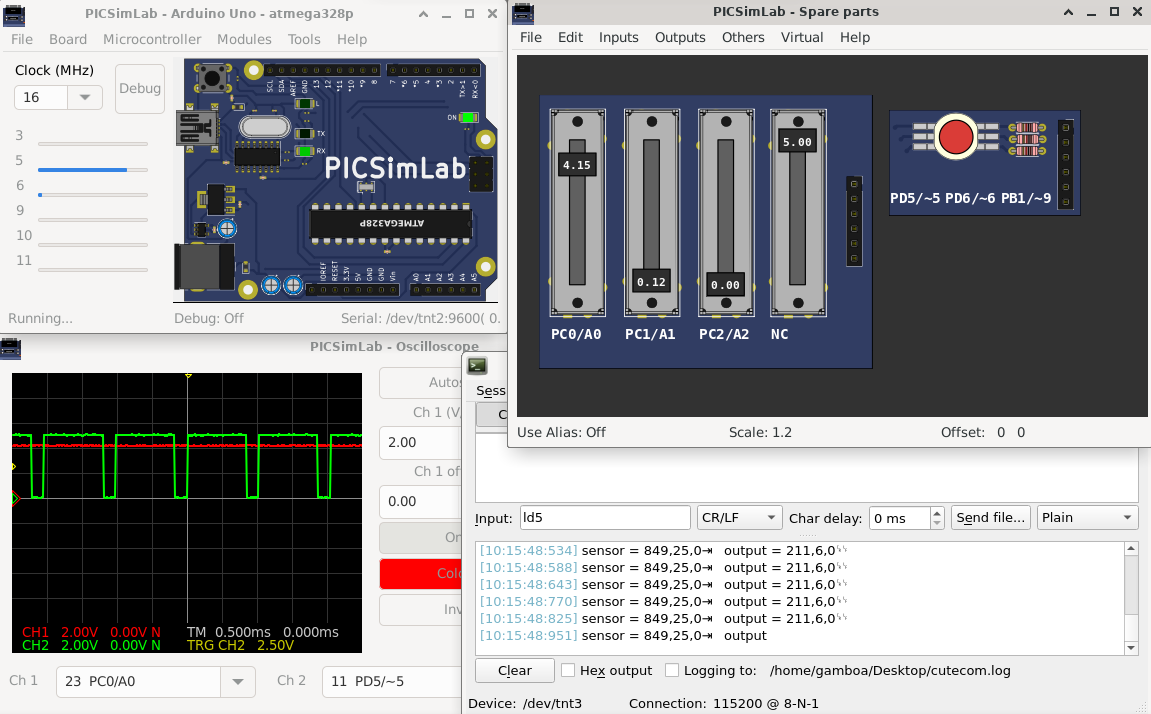 PICSimLab - Arduino Uno - atmega328p
File Board Microcontroller Modules Tools Help
Clock (MHz)
16
Debug
3
5
6
9
10
11
SCL SDA AREF GND 13 12 *11 *10 *9 8 7 *6 *5 4 *3 2 TX>1 RX<0
L
TX
RX
ON
PICSimLab
ATMEGA328P
IOREF RESET 3.3V 5V GND GND Vin A0 A1 A2 A3 A4 A5
Running...
Debug: Off
Serial: /dev/tnt2:9600( 0.
PICSimLab - Spare parts
File Edit Inputs Outputs Others Virtual Help
4.15
0.12
0.00
5.00
PC0/A0 PC1/A1 PC2/A2 NC
PD5/~5 PD6/~6 PB1/~9
Use Alias: Off
Scale: 1.2
Offset: 0 0
PICSimLab - Oscilloscope
Autos
Ch 1 (V/
2.00
Ch 1 of
0.00
On
Colo
Inv
CH1 2.00V 0.00V N TM 0.500ms 0.000ms
CH2 2.00V 0.00V N TRG CH2 2.50V
Ch 1
23 PC0/A0
Ch 2
11 PD5/~5
Sess
C
Input:
ld5
CR/LF
Char delay:
0 ms
Send file...
Plain
[10:15:48:534] sensor = 849,25,0⇥ output = 211,6,0␍␊
[10:15:48:588] sensor = 849,25,0⇥ output = 211,6,0␍␊
[10:15:48:643] sensor = 849,25,0⇥ output = 211,6,0␍␊
[10:15:48:770] sensor = 849,25,0⇥ output = 211,6,0␍␊
[10:15:48:825] sensor = 849,25,0⇥ output = 211,6,0␍␊
[10:15:48:951] sensor = 849,25,0⇥ output
Clear
Hex output
Logging to:
/home/gamboa/Desktop/cutecom.log
Device: /dev/tnt3
Connection: 115200 @ 8-N-1